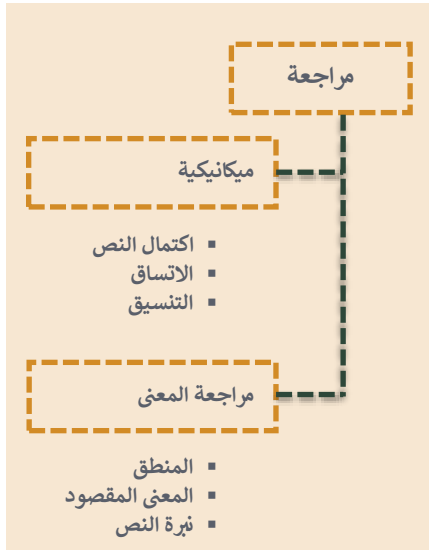 مراجعة
ميكانيكية
▪ اكتمال النص
▪ الاتساق
▪ التنسيق
مراجعة المعنى
▪ المنطق
▪ المعنى المقصود
▪ نبرة النص